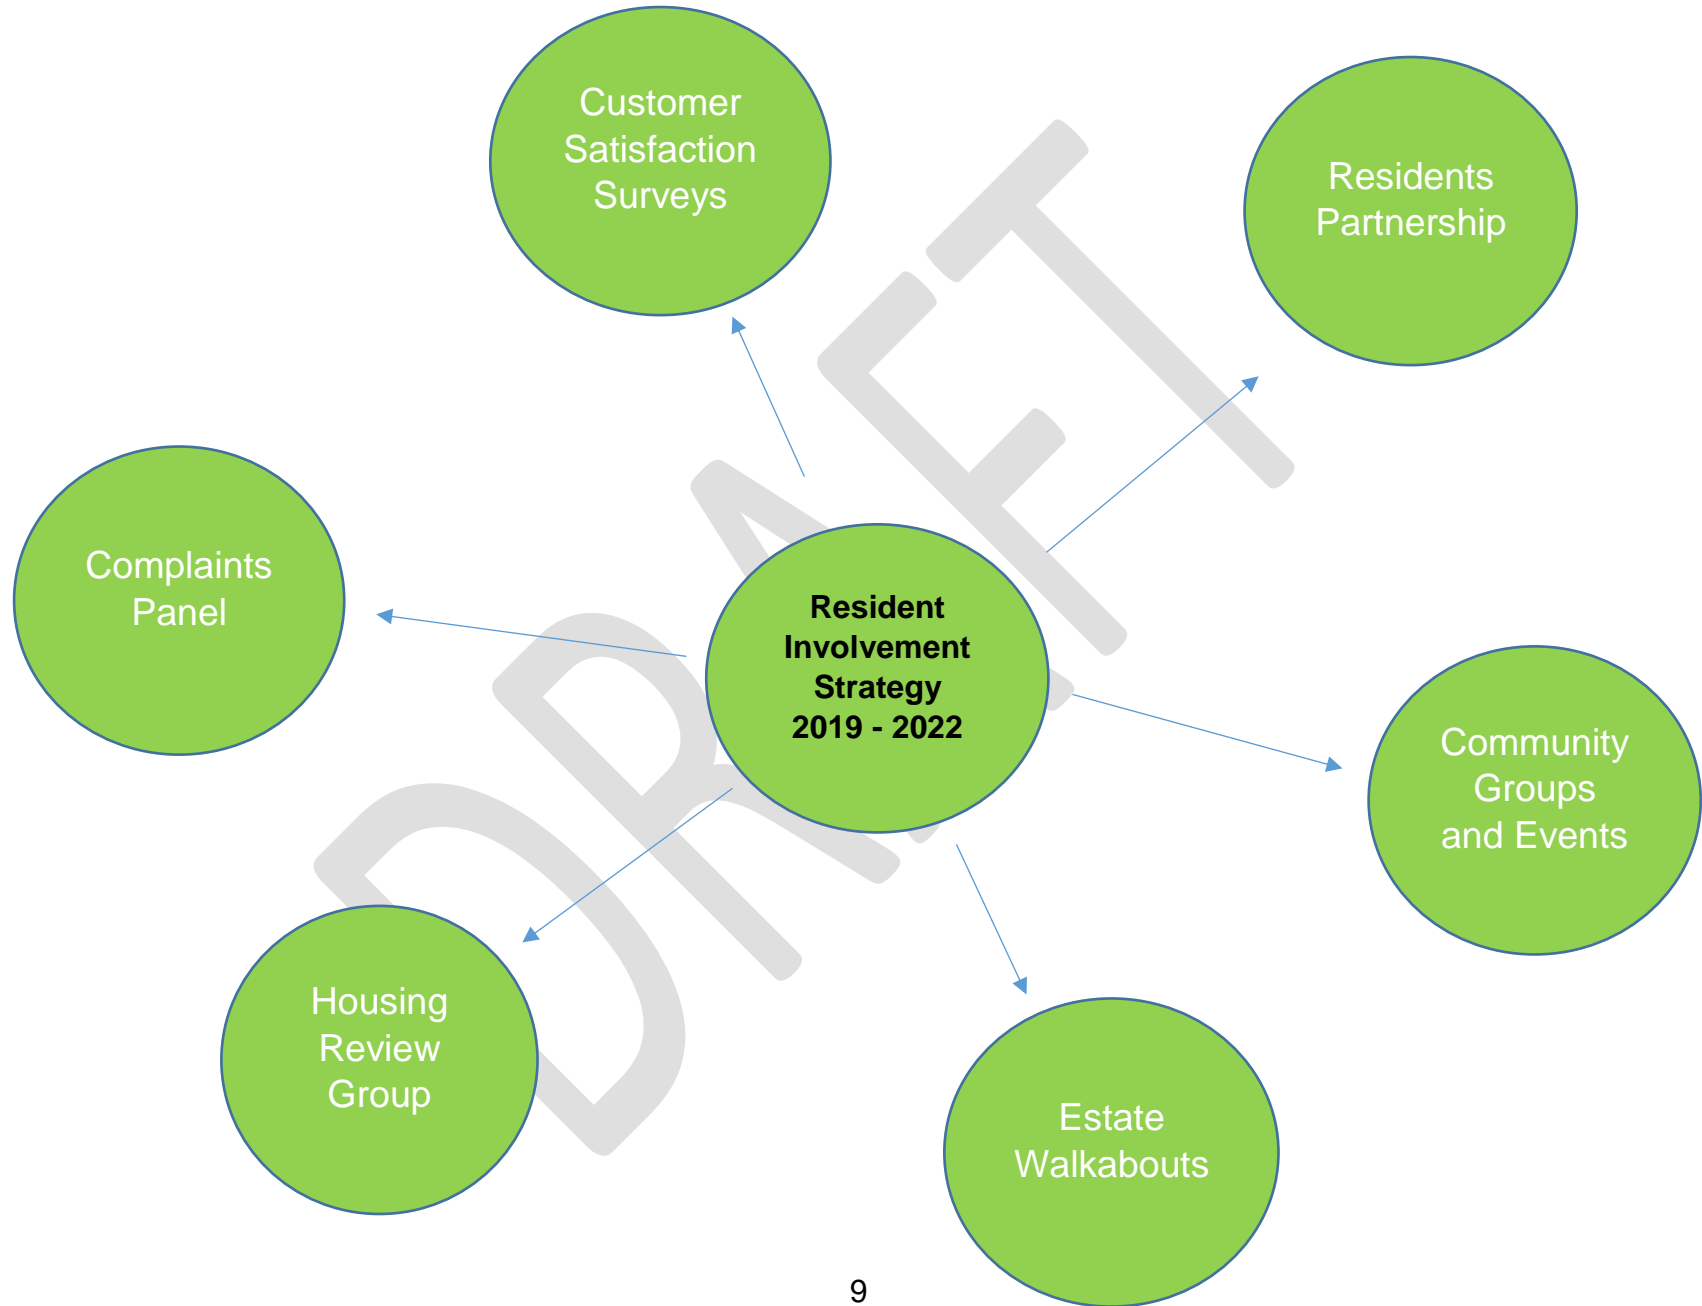 Customer
Satisfaction
Surveys
Residents
Partnership
Complaints
Panel
Resident
Involvement
Strategy
2019 - 2022
Community
Groups
and Events
Housing
Review
Group
Estate
Walkabouts
DRAFT
9